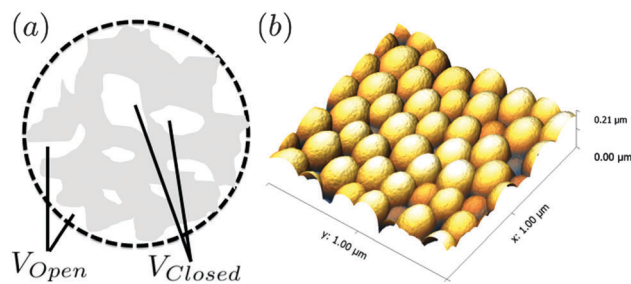 (a)
V_Open
V_Closed
(b)
0.21 µm
0.00 µm
x: 1.00 µm
y: 1.00 µm